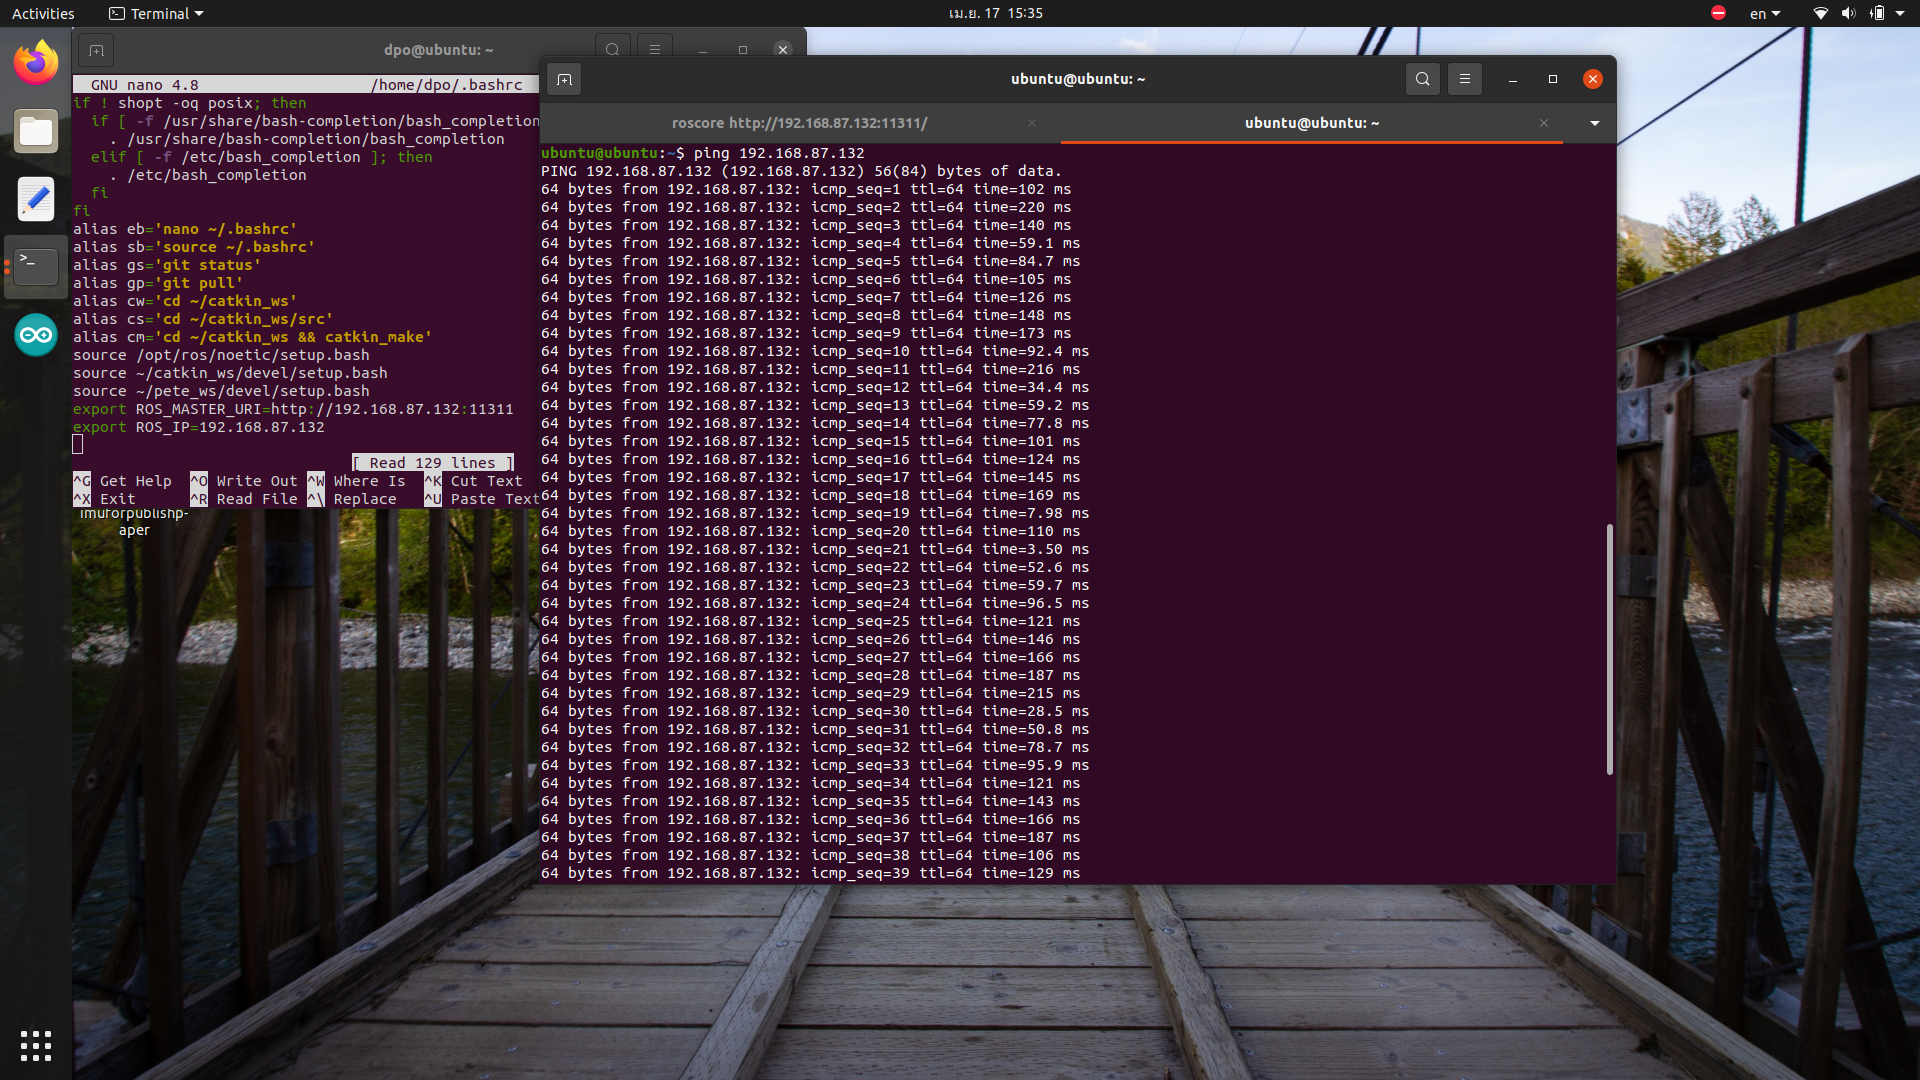 Activities
Terminal
เม.ย. 17 15:35
en
dpo@ubuntu: ~
GNU nano 4.8 /home/dpo/.bashrc
if ! shopt -oq posix; then
if [ -f /usr/share/bash-completion/bash_completion
. /usr/share/bash-completion/bash_completion
elif [ -f /etc/bash_completion ]; then
. /etc/bash_completion
fi
fi
alias eb='nano ~/.bashrc'
alias sb='source ~/.bashrc'
alias gs='git status'
alias gp='git pull'
alias cw='cd ~/catkin_ws'
alias cs='cd ~/catkin_ws/src'
alias cm='cd ~/catkin_ws && catkin_make'
source /opt/ros/noetic/setup.bash
source ~/catkin_ws/devel/setup.bash
source ~/pete_ws/devel/setup.bash
export ROS_MASTER_URI=http://192.168.87.132:11311
export ROS_IP=192.168.87.132
[ Read 129 lines ]
^G Get Help ^O Write Out ^W Where Is ^K Cut Text
^X Exit ^R Read File ^\ Replace ^U Paste Text
imuforpublishp-
aper
ubuntu@ubuntu: ~
roscore http://192.168.87.132:11311/
ubuntu@ubuntu: ~
ubuntu@ubuntu:~$ ping 192.168.87.132
PING 192.168.87.132 (192.168.87.132) 56(84) bytes of data.
64 bytes from 192.168.87.132: icmp_seq=1 ttl=64 time=102 ms
64 bytes from 192.168.87.132: icmp_seq=2 ttl=64 time=220 ms
64 bytes from 192.168.87.132: icmp_seq=3 ttl=64 time=140 ms
64 bytes from 192.168.87.132: icmp_seq=4 ttl=64 time=59.1 ms
64 bytes from 192.168.87.132: icmp_seq=5 ttl=64 time=84.7 ms
64 bytes from 192.168.87.132: icmp_seq=6 ttl=64 time=105 ms
64 bytes from 192.168.87.132: icmp_seq=7 ttl=64 time=126 ms
64 bytes from 192.168.87.132: icmp_seq=8 ttl=64 time=148 ms
64 bytes from 192.168.87.132: icmp_seq=9 ttl=64 time=173 ms
64 bytes from 192.168.87.132: icmp_seq=10 ttl=64 time=92.4 ms
64 bytes from 192.168.87.132: icmp_seq=11 ttl=64 time=216 ms
64 bytes from 192.168.87.132: icmp_seq=12 ttl=64 time=34.4 ms
64 bytes from 192.168.87.132: icmp_seq=13 ttl=64 time=59.2 ms
64 bytes from 192.168.87.132: icmp_seq=14 ttl=64 time=77.8 ms
64 bytes from 192.168.87.132: icmp_seq=15 ttl=64 time=101 ms
64 bytes from 192.168.87.132: icmp_seq=16 ttl=64 time=124 ms
64 bytes from 192.168.87.132: icmp_seq=17 ttl=64 time=145 ms
64 bytes from 192.168.87.132: icmp_seq=18 ttl=64 time=169 ms
64 bytes from 192.168.87.132: icmp_seq=19 ttl=64 time=7.98 ms
64 bytes from 192.168.87.132: icmp_seq=20 ttl=64 time=110 ms
64 bytes from 192.168.87.132: icmp_seq=21 ttl=64 time=3.50 ms
64 bytes from 192.168.87.132: icmp_seq=22 ttl=64 time=52.6 ms
64 bytes from 192.168.87.132: icmp_seq=23 ttl=64 time=59.7 ms
64 bytes from 192.168.87.132: icmp_seq=24 ttl=64 time=96.5 ms
64 bytes from 192.168.87.132: icmp_seq=25 ttl=64 time=121 ms
64 bytes from 192.168.87.132: icmp_seq=26 ttl=64 time=146 ms
64 bytes from 192.168.87.132: icmp_seq=27 ttl=64 time=166 ms
64 bytes from 192.168.87.132: icmp_seq=28 ttl=64 time=187 ms
64 bytes from 192.168.87.132: icmp_seq=29 ttl=64 time=215 ms
64 bytes from 192.168.87.132: icmp_seq=30 ttl=64 time=28.5 ms
64 bytes from 192.168.87.132: icmp_seq=31 ttl=64 time=50.8 ms
64 bytes from 192.168.87.132: icmp_seq=32 ttl=64 time=78.7 ms
64 bytes from 192.168.87.132: icmp_seq=33 ttl=64 time=95.9 ms
64 bytes from 192.168.87.132: icmp_seq=34 ttl=64 time=121 ms
64 bytes from 192.168.87.132: icmp_seq=35 ttl=64 time=143 ms
64 bytes from 192.168.87.132: icmp_seq=36 ttl=64 time=166 ms
64 bytes from 192.168.87.132: icmp_seq=37 ttl=64 time=187 ms
64 bytes from 192.168.87.132: icmp_seq=38 ttl=64 time=106 ms
64 bytes from 192.168.87.132: icmp_seq=39 ttl=64 time=129 ms